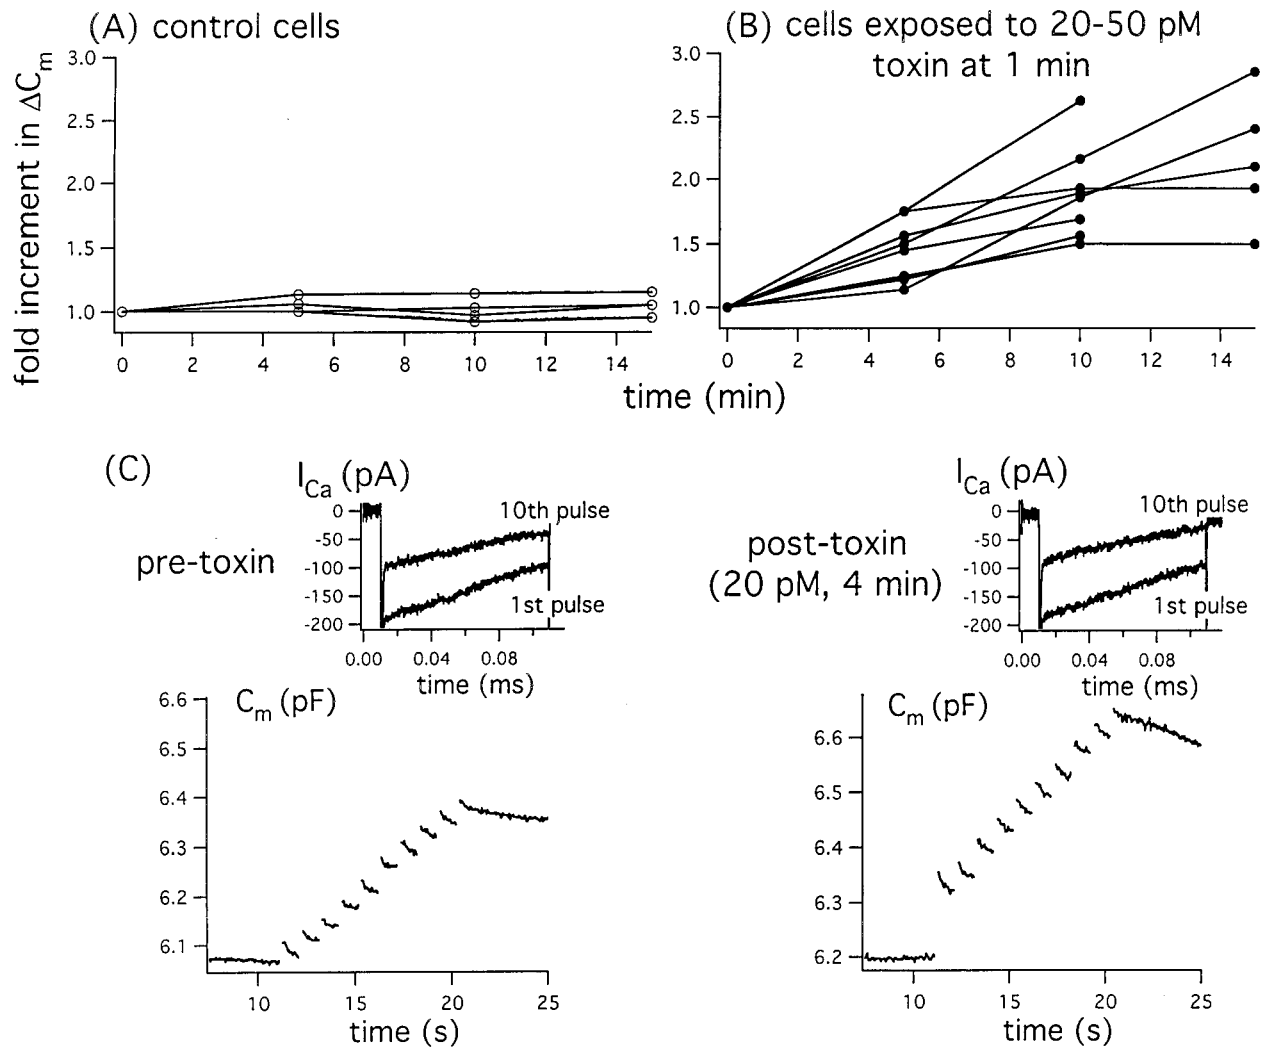 (A) control cells
(B) cells exposed to 20-50 pM
toxin at 1 min
fold increment in ΔCm
3.0
2.5
2.0
1.5
1.0
0 2 4 6 8 10 12 14
3.0
2.5
2.0
1.5
1.0
0 2 4 6 8 10 12 14
time (min)
(C)
pre-toxin
ICa (pA)
10th pulse
1st pulse
0
-50
-100
-150
-200
0.00 0.04 0.08
time (ms)
Cm (pF)
6.6
6.5
6.4
6.3
6.2
6.1
10 15 20 25
time (s)
post-toxin
(20 pM, 4 min)
ICa (pA)
10th pulse
1st pulse
0
-50
-100
-150
-200
0.00 0.04 0.08
time (ms)
Cm (pF)
6.6
6.5
6.4
6.3
6.2
10 15 20 25
time (s)